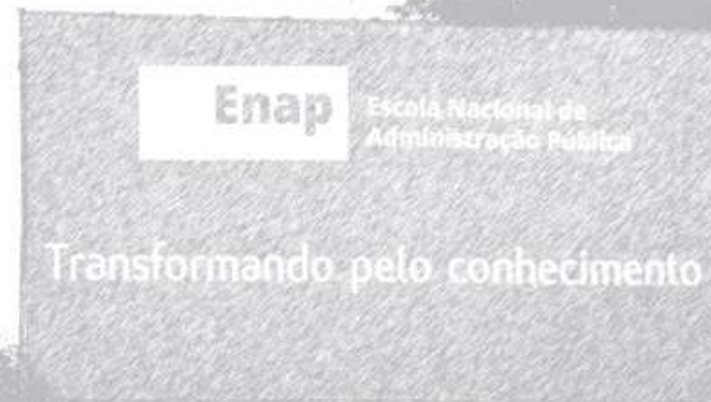 Enap
Escola Nacional de
Administração Pública
Transformando pelo conhecimento